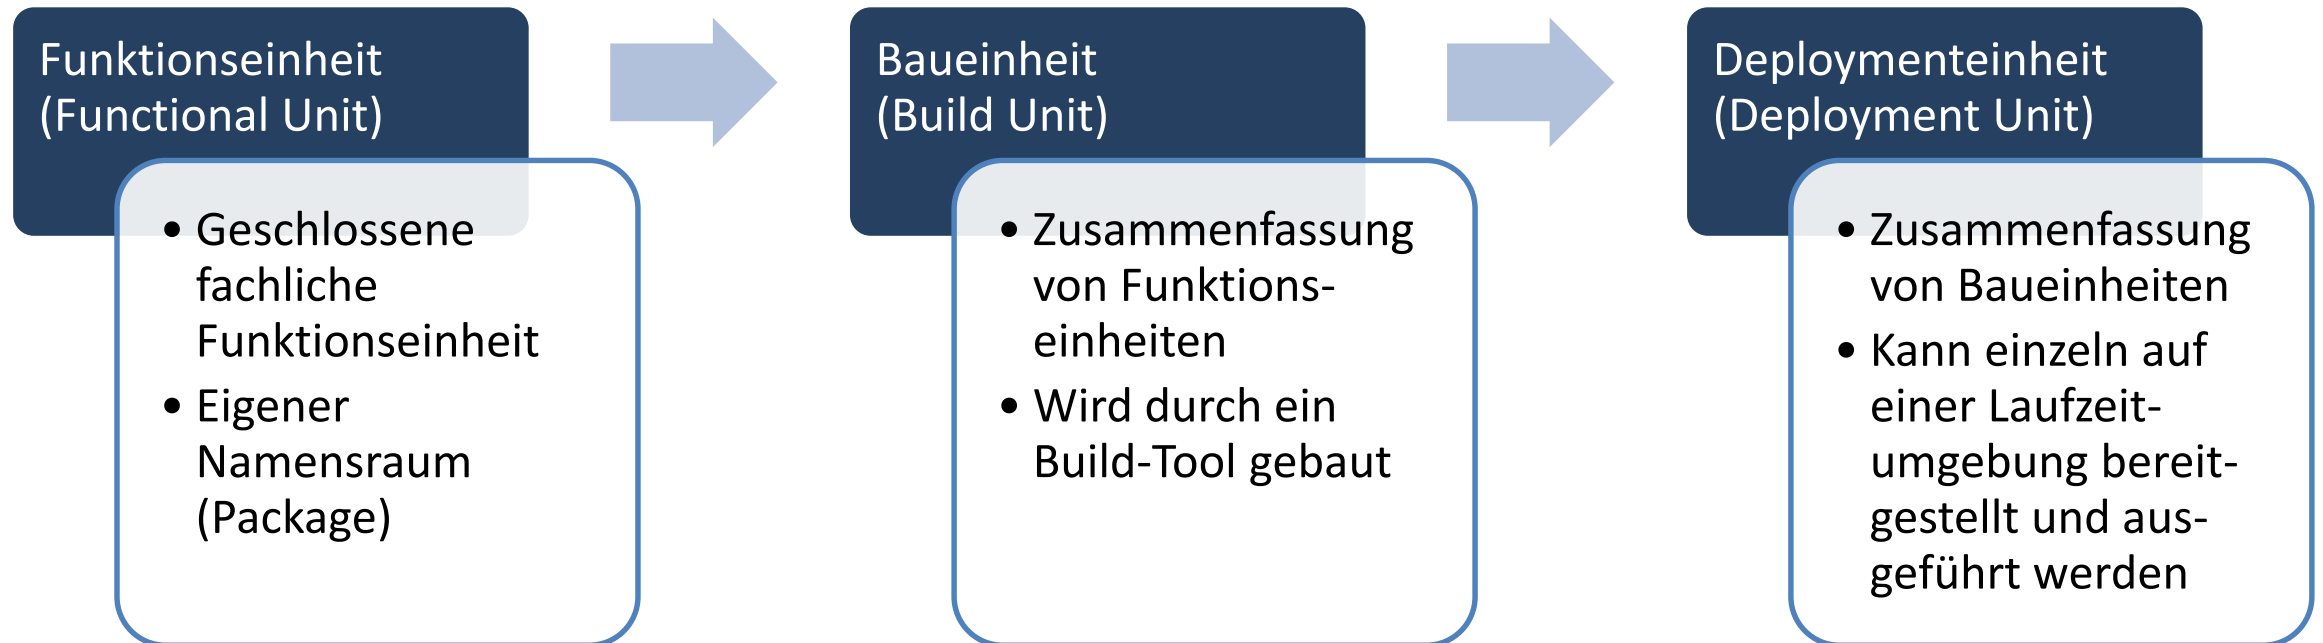 Funktionseinheit
(Functional Unit)
• Geschlossene
fachliche
Funktionseinheit
• Eigener
Namensraum
(Package)
Baueinheit
(Build Unit)
• Zusammenfassung
von Funktions-
einheiten
• Wird durch ein
Build-Tool gebaut
Deploymenteinheit
(Deployment Unit)
• Zusammenfassung
von Baueinheiten
• Kann einzeln auf
einer Laufzeit-
umgebung bereit-
gestellt und aus-
geführt werden